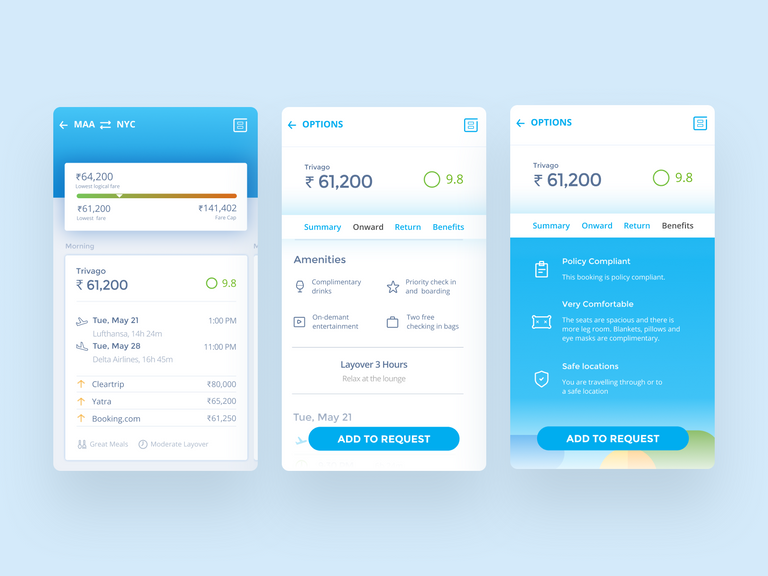 MAA NYC
₹64,200
Lowest logical fare
₹61,200 ₹141,402
Lowest fare Fare Cap
Morning
Trivago
₹ 61,200 9.8
Tue, May 21 1:00 PM
Lufthansa, 14h 24m
Tue, May 28 11:00 PM
Delta Airlines, 16h 45m
Cleartrip ₹80,000
Yatra ₹65,200
Booking.com ₹61,250
Great Meals Moderate Layover
OPTIONS
Trivago
₹ 61,200 9.8
Summary Onward Return Benefits
Amenities
Complimentary
drinks
Priority check in
and boarding
On-demand
entertainment
Two free
checking in bags
Layover 3 Hours
Relax at the lounge
Tue, May 21
ADD TO REQUEST
OPTIONS
Trivago
₹ 61,200 9.8
Summary Onward Return Benefits
Policy Compliant
This booking is policy compliant.
Very Comfortable
The seats are spacious and there is
more leg room. Blankets, pillows and
eye masks are complimentary.
Safe locations
You are travelling through or to
a safe location
ADD TO REQUEST